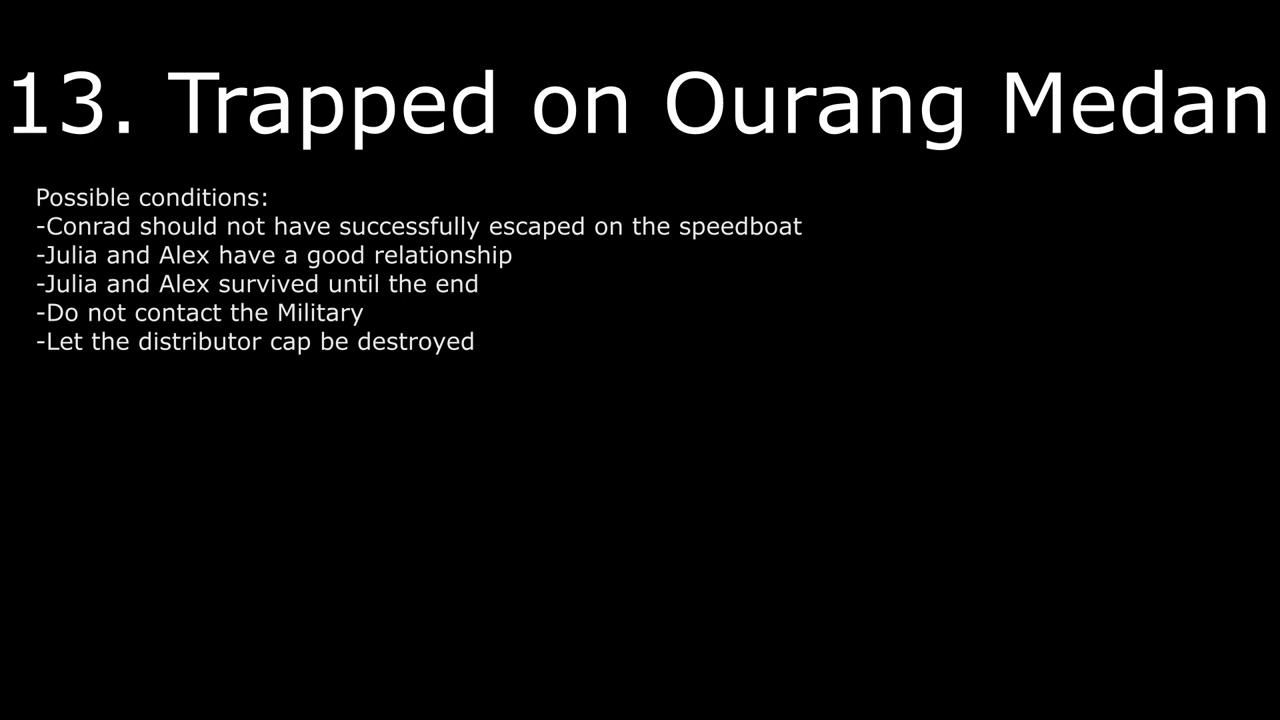 13. Trapped on Ourang Medan
Possible conditions:
-Conrad should not have successfully escaped on the speedboat
-Julia and Alex have a good relationship
-Julia and Alex survived until the end
-Do not contact the Military
-Let the distributor cap be destroyed